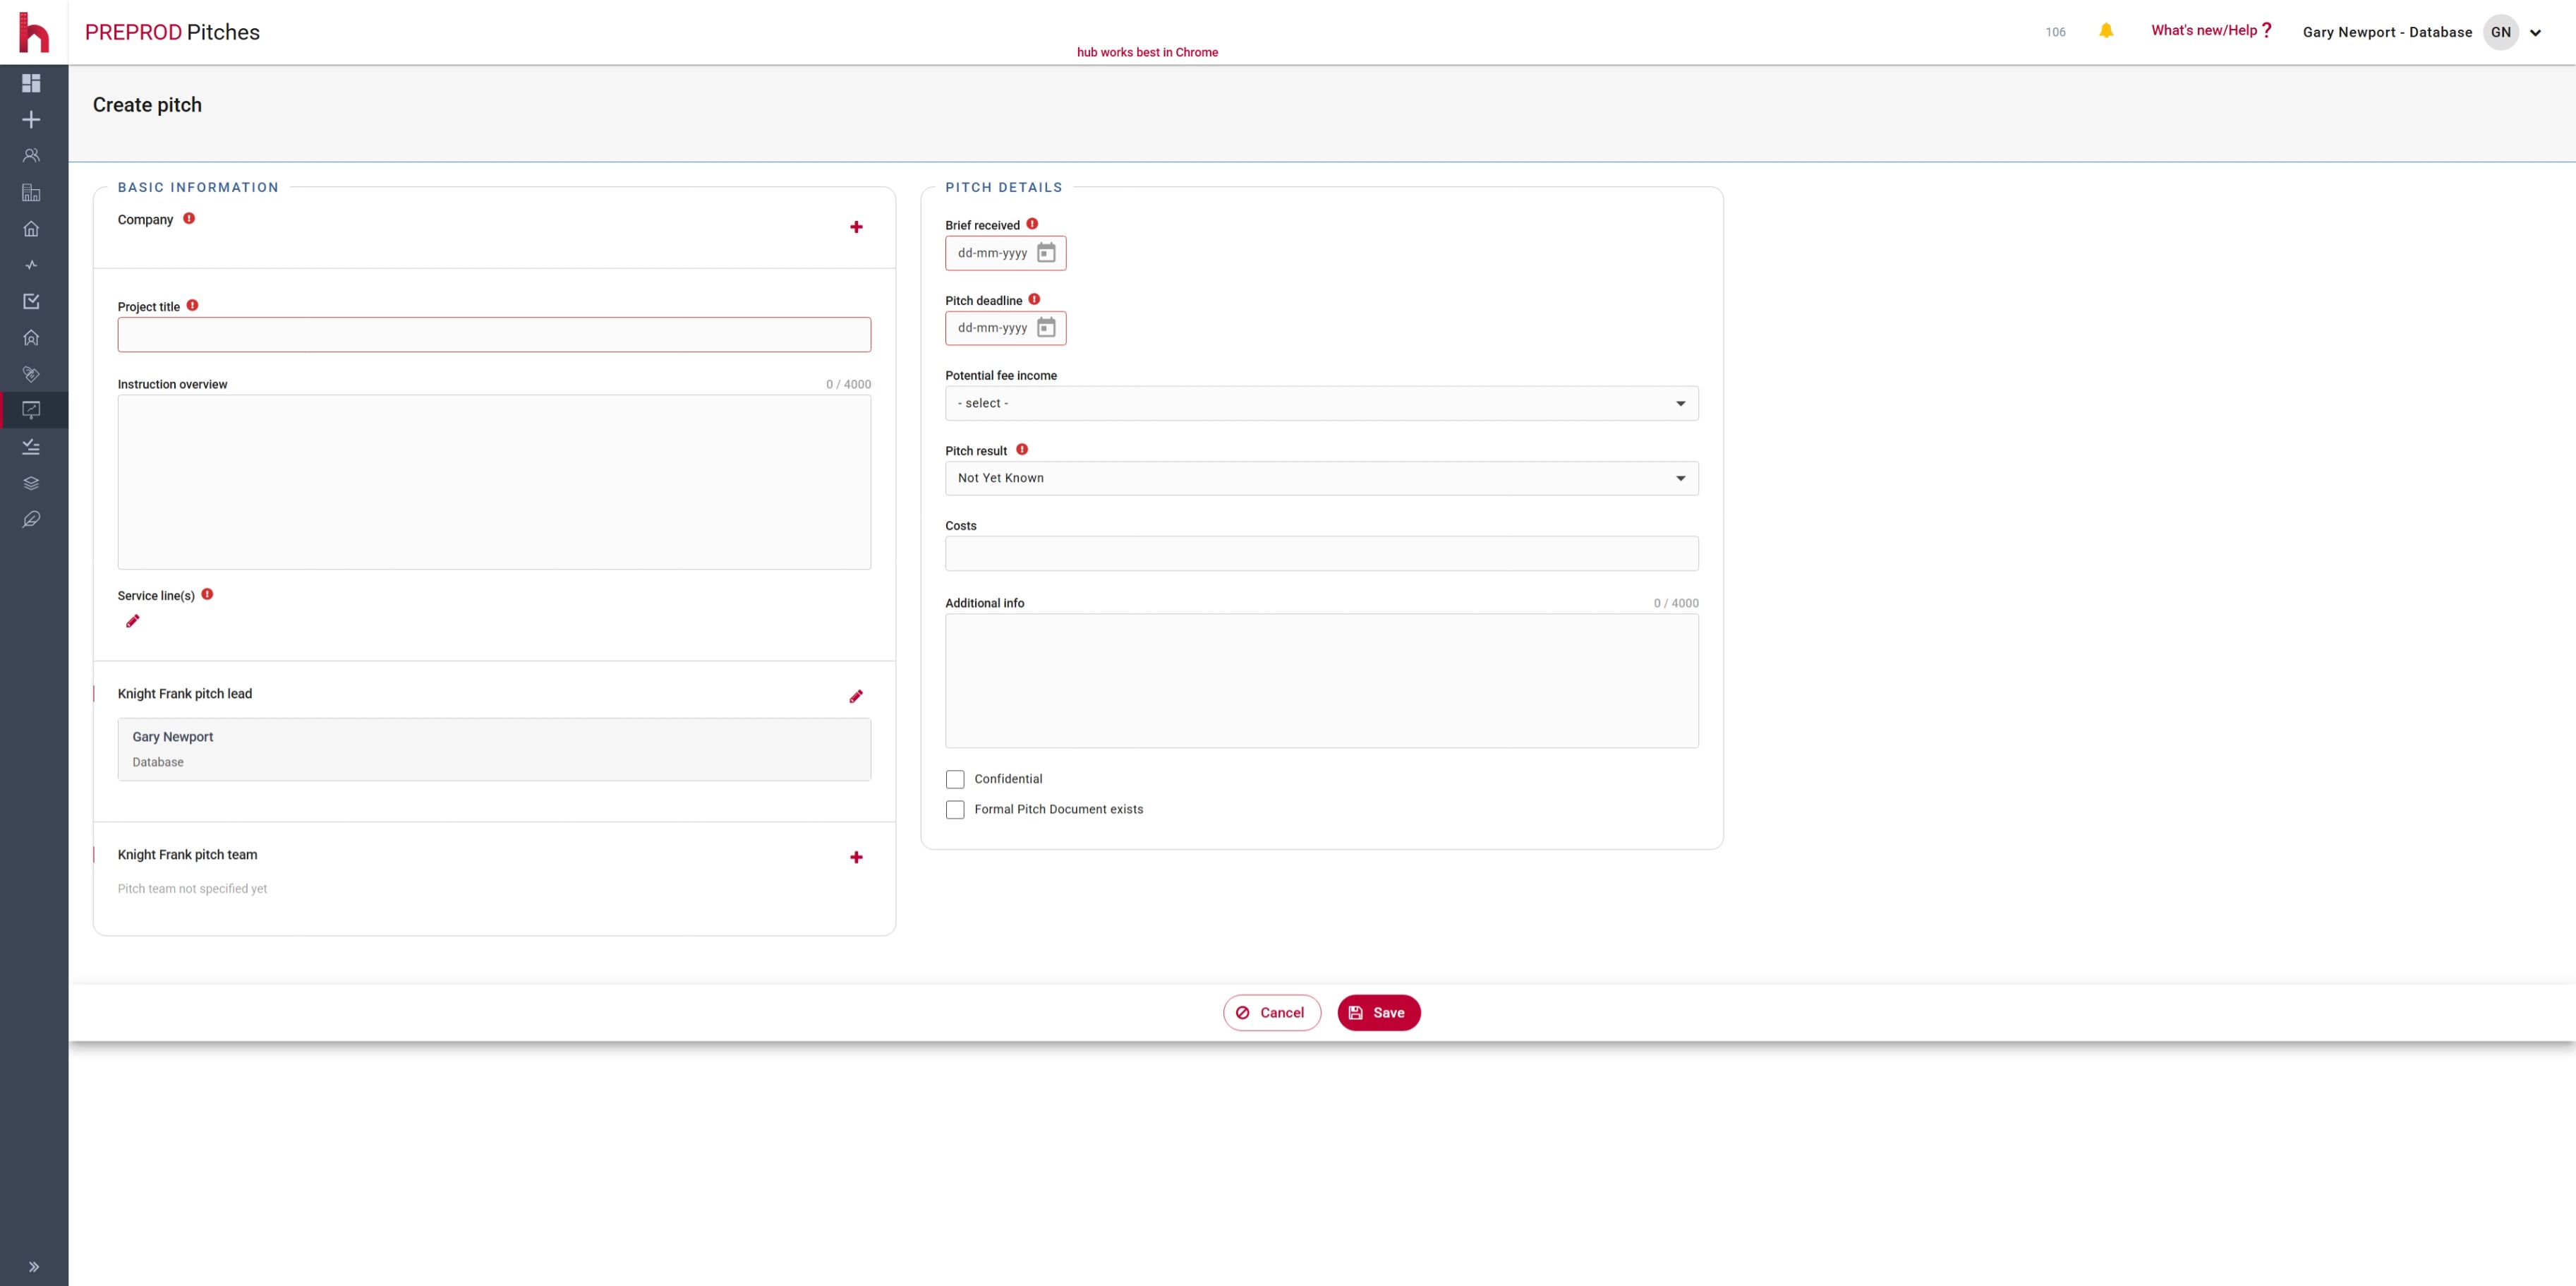 h
PREPROD Pitches
hub works best in Chrome
106
What's new/Help ?
Gary Newport - Database
GN
Create pitch
BASIC INFORMATION
Company
Project title
Instruction overview
0 / 4000
Service line(s)
Knight Frank pitch lead
Gary Newport
Database
Knight Frank pitch team
Pitch team not specified yet
PITCH DETAILS
Brief received
dd-mm-yyyy
Pitch deadline
dd-mm-yyyy
Potential fee income
- select -
Pitch result
Not Yet Known
Costs
Additional info
0 / 4000
Confidential
Formal Pitch Document exists
Cancel
Save